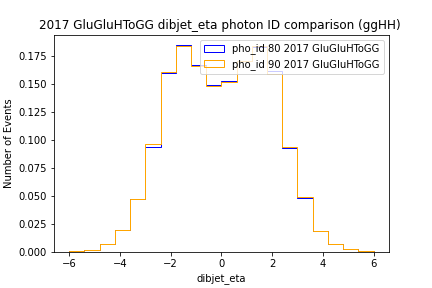 2017 GluGluHToGG dibjet_eta photon ID comparison (ggHH)
pho_id 80 2017 GluGluHToGG
pho_id 90 2017 GluGluHToGG
Number of Events
0.175
0.150
0.125
0.100
0.075
0.050
0.025
0.000
−6 −4 −2 0 2 4 6
dibjet_eta